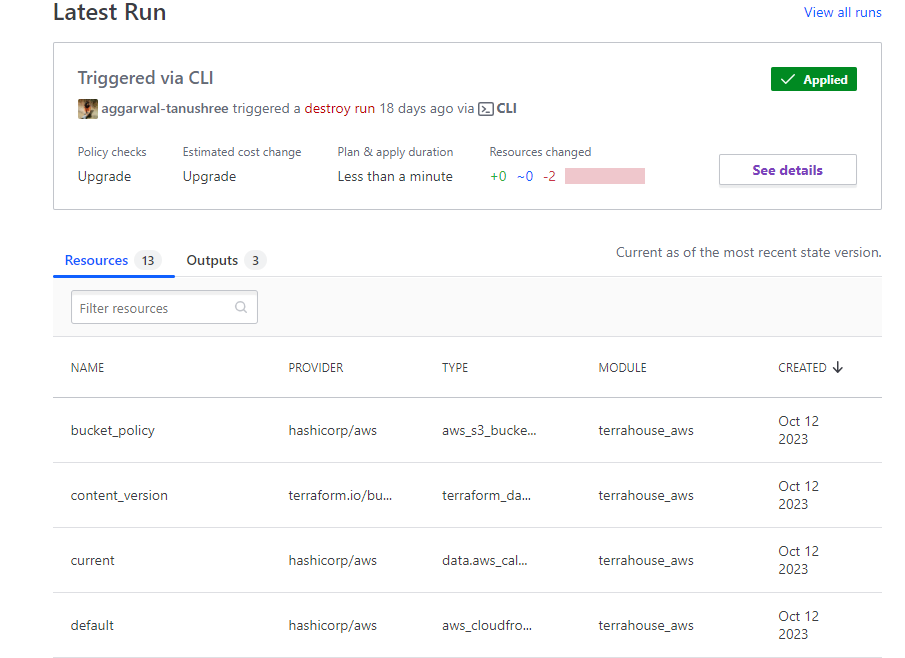 Latest Run
View all runs
Triggered via CLI
Applied
aggarwal-tanushree triggered a destroy run 18 days ago via CLI
Policy checks
Estimated cost change
Plan & apply duration
Resources changed
Upgrade
Upgrade
Less than a minute
+0 ~0 -2
See details
Resources 13
Outputs 3
Current as of the most recent state version.
Filter resources
NAME PROVIDER TYPE MODULE CREATED
bucket_policy hashicorp/aws aws_s3_bucke... terrahouse_aws Oct 12
2023
content_version terraform.io/bu... terraform_da... terrahouse_aws Oct 12
2023
current hashicorp/aws data.aws_cal... terrahouse_aws Oct 12
2023
default hashicorp/aws aws_cloudfro... terrahouse_aws Oct 12
2023